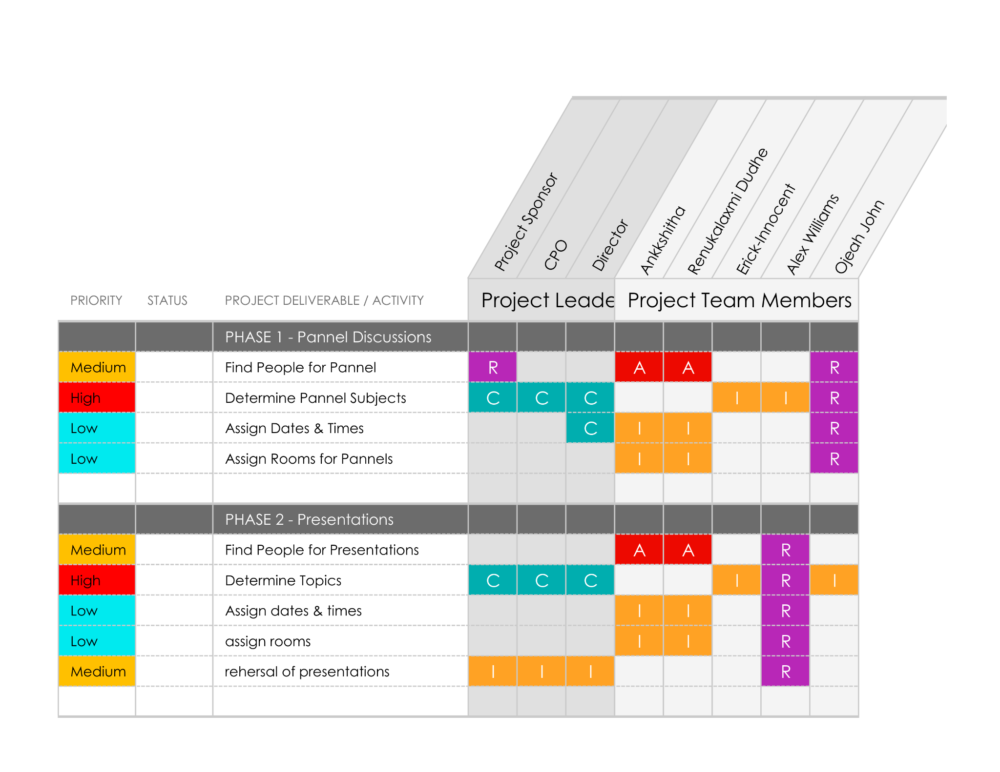 Project Sponsor
CPO
Director
Ankkshitha
Renukalaxmi Dudhe
Erick-Innocent
Alex Williams
Ojeah John
PRIORITY STATUS PROJECT DELIVERABLE / ACTIVITY Project Leade Project Team Members
PHASE 1 - Pannel Discussions
Medium Find People for Pannel R A A R
High Determine Pannel Subjects C C C I I R
Low Assign Dates & Times C I I R
Low Assign Rooms for Pannels I I R
PHASE 2 - Presentations
Medium Find People for Presentations A A R
High Determine Topics C C C I R I
Low Assign dates & times I I R
Low assign rooms I I R
Medium rehersal of presentations I I I R